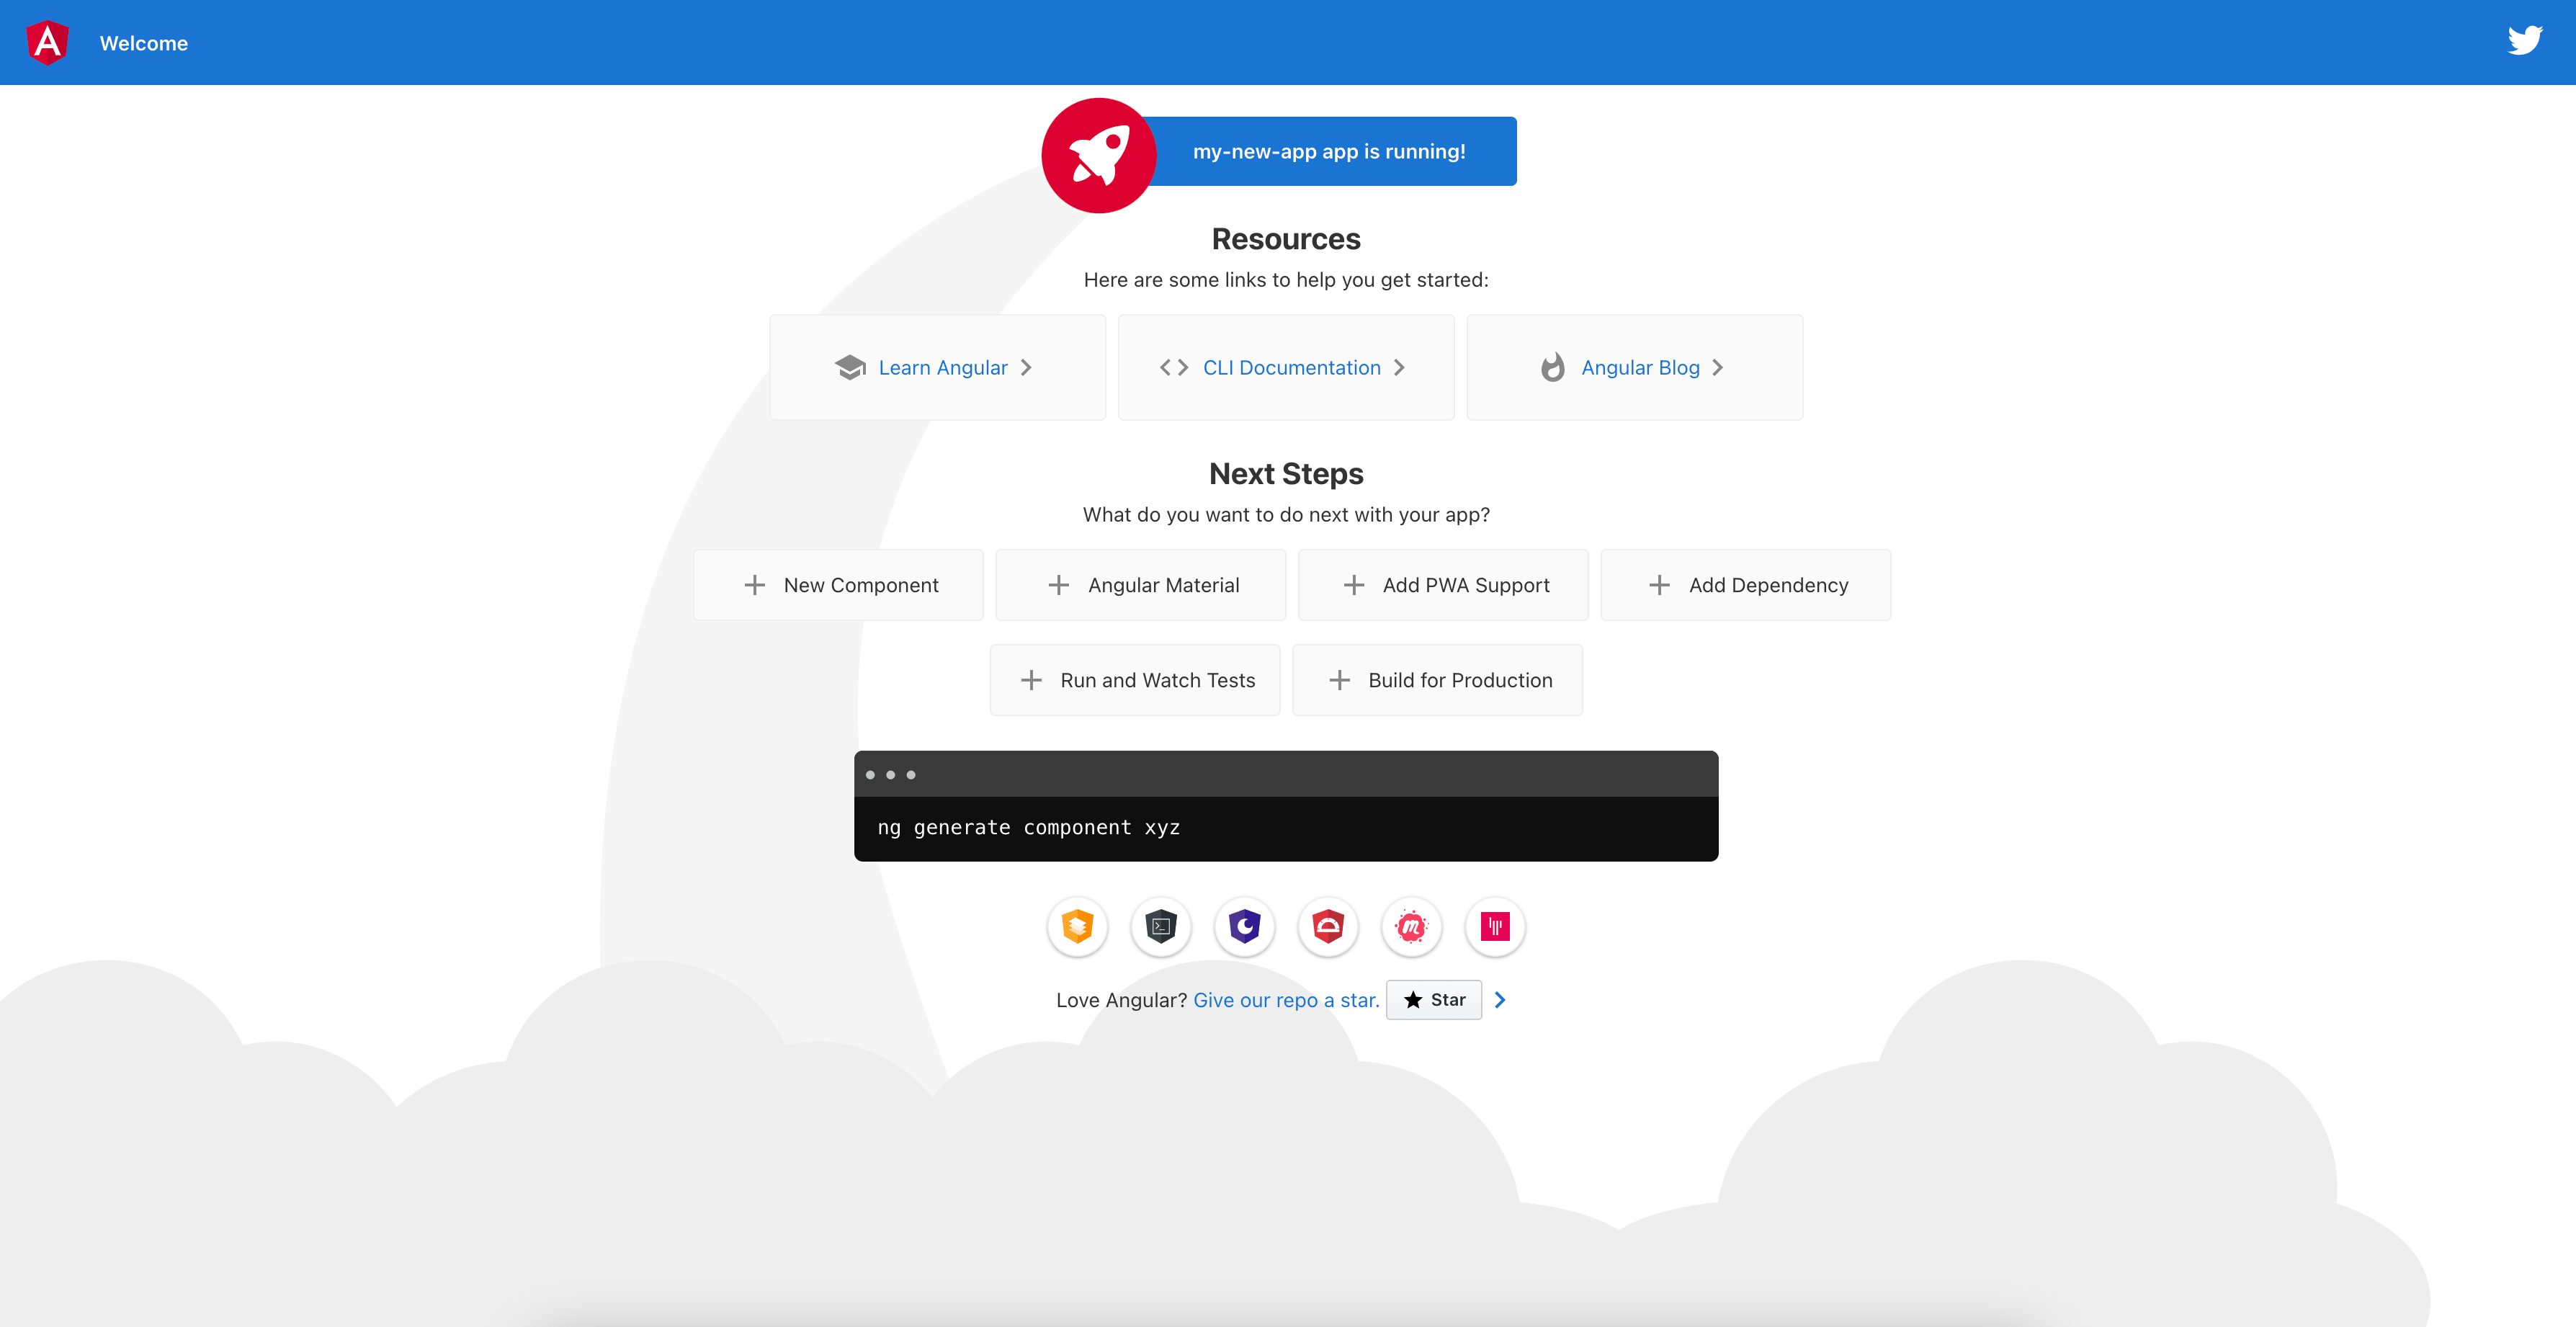 Welcome
my-new-app app is running!
Resources
Here are some links to help you get started:
Learn Angular
CLI Documentation
Angular Blog
Next Steps
What do you want to do next with your app?
New Component
Angular Material
Add PWA Support
Add Dependency
Run and Watch Tests
Build for Production
ng generate component xyz
Love Angular? Give our repo a star. Star